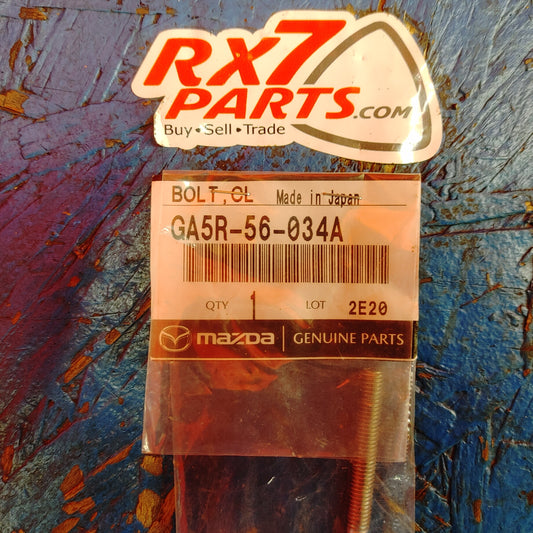 RX7
PARTS.COM
Buy • Sell • Trade
BOLT,CL Made in Japan
GA5R-56-034A
QTY 1 LOT 2E20
mazda GENUINE PARTS